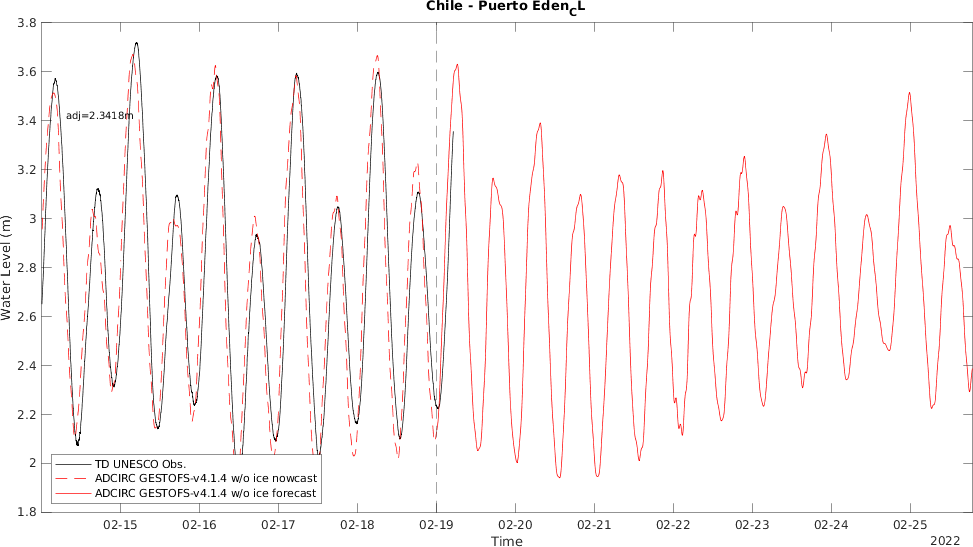 Chile - Puerto Eden_CL
3.8
3.6
3.4
3.2
3
2.8
2.6
2.4
2.2
2
1.8
Water Level (m)
adj=2.3418m
TD UNESCO Obs.
ADCIRC GESTOFS-v4.1.4 w/o ice nowcast
ADCIRC GESTOFS-v4.1.4 w/o ice forecast
02-15 02-16 02-17 02-18 02-19 02-20 02-21 02-22 02-23 02-24 02-25
Time
2022